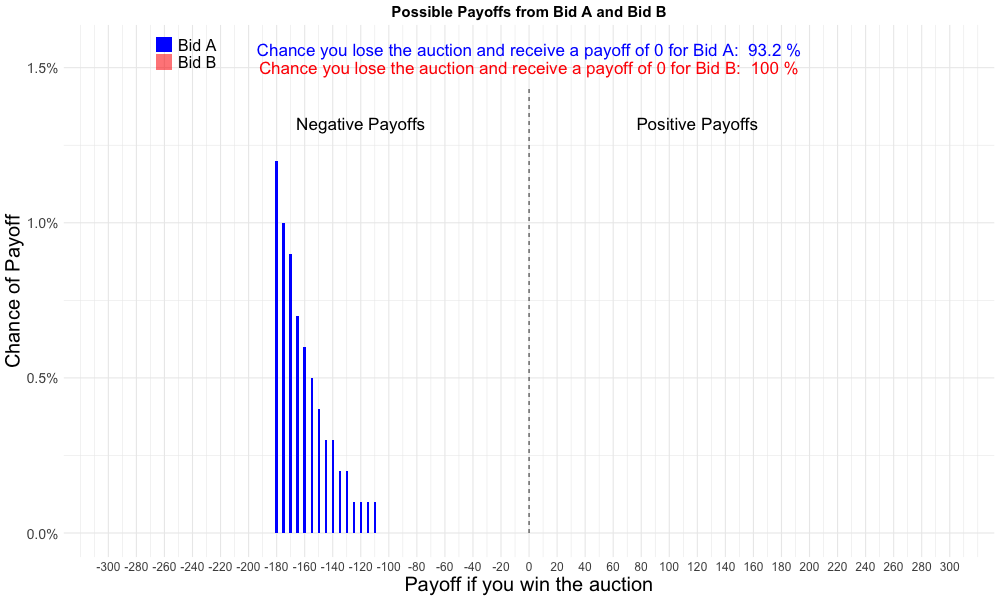 Possible Payoffs from Bid A and Bid B
Bid A
Bid B
Chance you lose the auction and receive a payoff of 0 for Bid A:  93.2 %
Chance you lose the auction and receive a payoff of 0 for Bid B:  100 %
Negative Payoffs
Positive Payoffs
Chance of Payoff
1.5%
1.0%
0.5%
0.0%
-300 -280 -260 -240 -220 -200 -180 -160 -140 -120 -100 -80 -60 -40 -20 0 20 40 60 80 100 120 140 160 180 200 220 240 260 280 300
Payoff if you win the auction